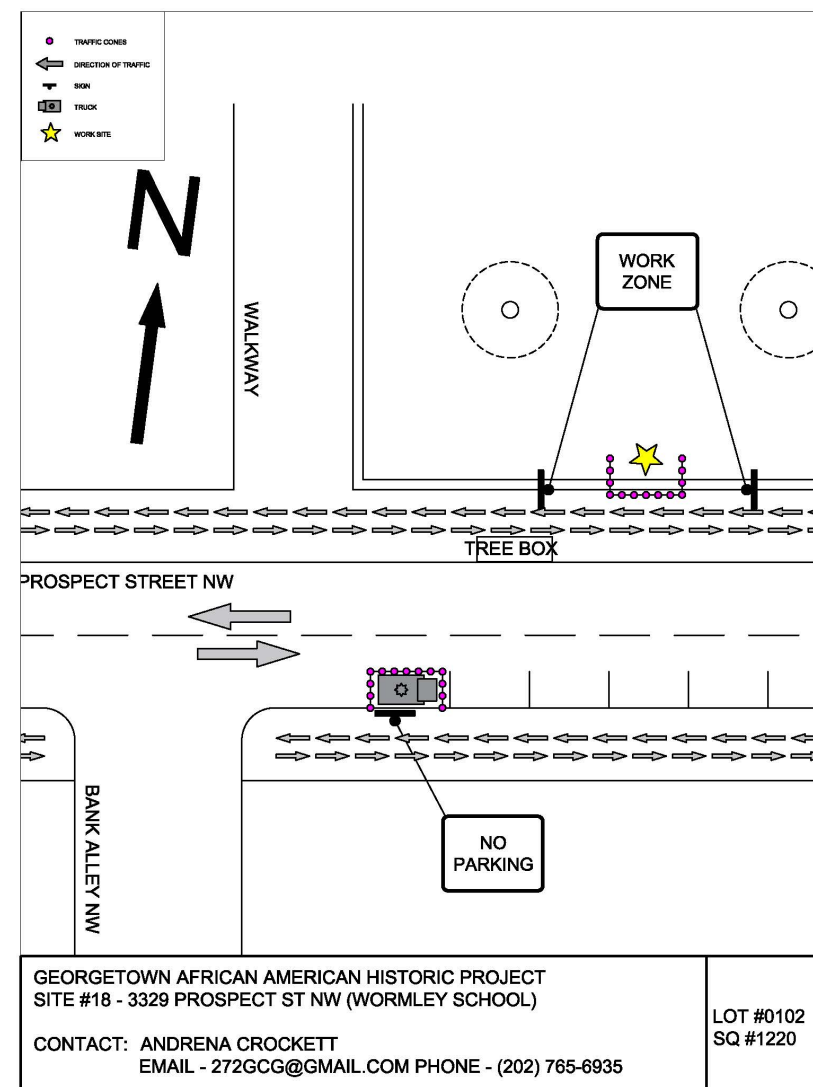 TRAFFIC CONES
DIRECTION OF TRAFFIC
SIGN
TRUCK
WORK SITE
N
WALKWAY
WORK
ZONE
TREE BOX
PROSPECT STREET NW
BANK ALLEY NW
NO
PARKING
GEORGETOWN AFRICAN AMERICAN HISTORIC PROJECT
SITE #18 - 3329 PROSPECT ST NW (WORMLEY SCHOOL)
CONTACT: ANDRENA CROCKETT
EMAIL - 272GCG@GMAIL.COM PHONE - (202) 765-6935
LOT #0102
SQ #1220